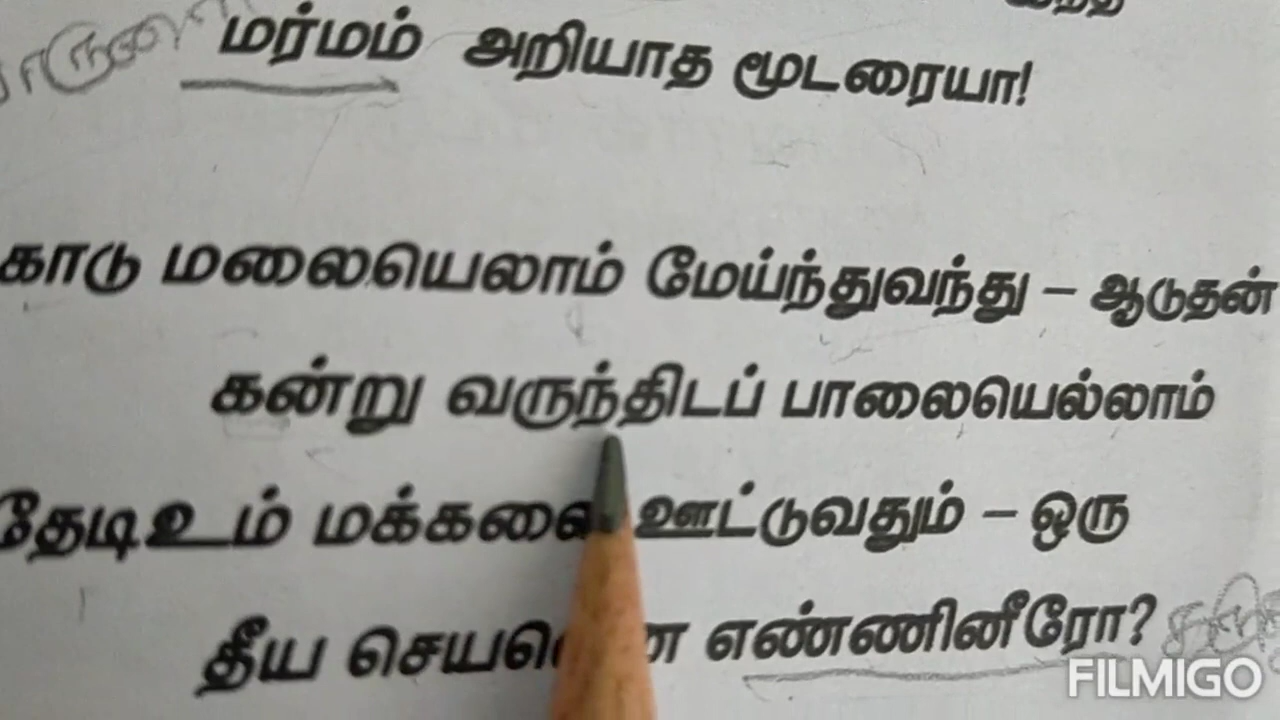 மர்மம் அறியாத மூடரையா!
காடு மலையெலாம் மேய்ந்துவந்து – ஆடுதன்
கன்று வருந்திடப் பாலையெல்லாம்
தேடிஉம் மக்களை ஊட்டுவதும் – ஒரு
தீய எண்ணினீரோ?
FILMIGO